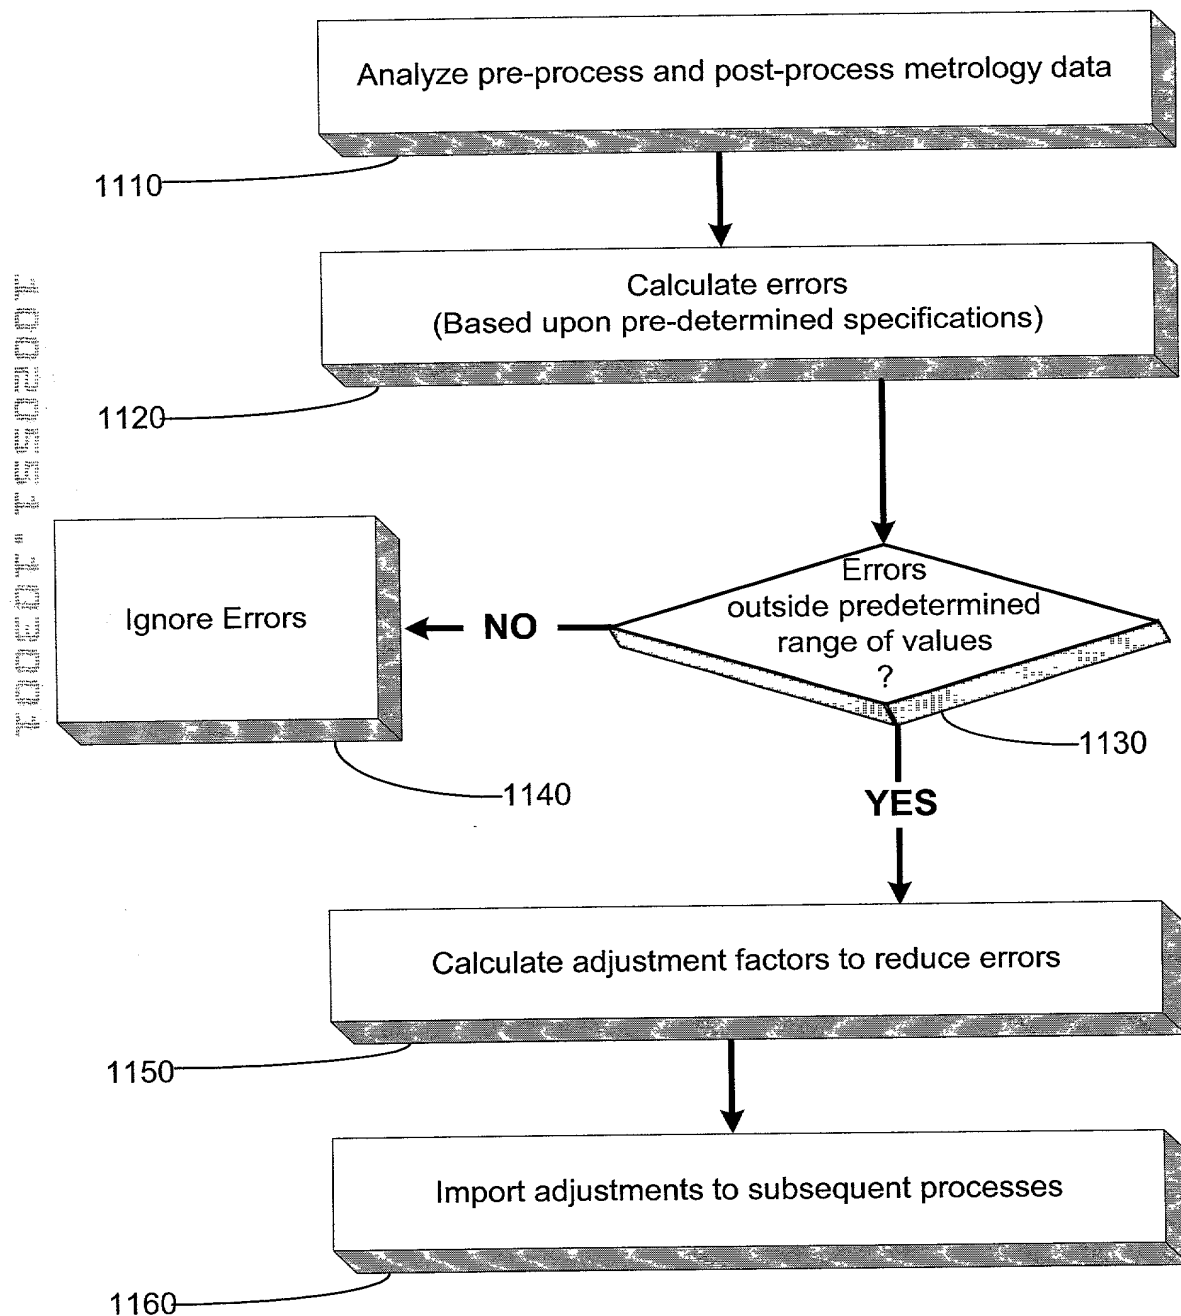 Analyze pre-process and post-process metrology data
1110
Calculate errors
(Based upon pre-determined specifications)
1120
Errors
outside predetermined
range of values
?
1130
NO
Ignore Errors
1140
YES
Calculate adjustment factors to reduce errors
1150
Import adjustments to subsequent processes
1160